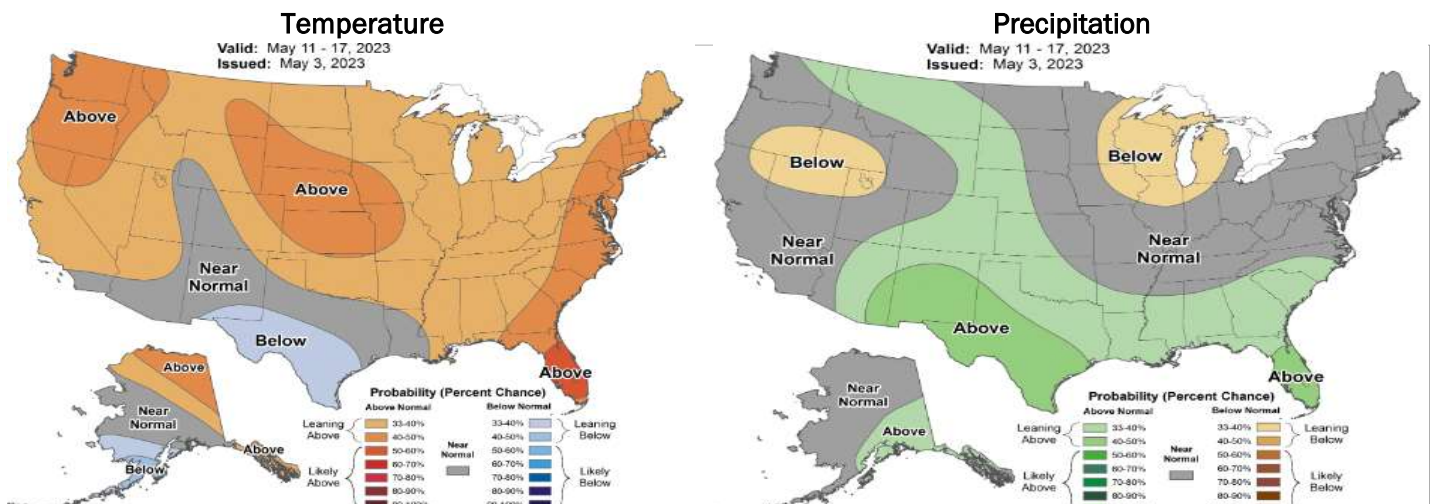 Temperature
Valid: May 11 - 17, 2023
Issued: May 3, 2023
Above
Above
Near
Normal
Below
Above
Above
Near
Normal
Below
Above
Probability (Percent Chance)
Above Normal
Below Normal
Leaning
Above
33-40%
40-50%
Likely
Above
50-60%
60-70%
70-80%
80-90%
Near
Normal
33-40%
40-50%
Leaning
Below
50-60%
60-70%
70-80%
80-90%
Likely
Below
Precipitation
Valid: May 11 - 17, 2023
Issued: May 3, 2023
Below
Below
Near
Normal
Near
Normal
Above
Above
Near
Normal
Above
Probability (Percent Chance)
Above Normal
Below Normal
Leaning
Above
33-40%
40-50%
Likely
Above
50-60%
60-70%
70-80%
80-90%
Near
Normal
33-40%
40-50%
Leaning
Below
50-60%
60-70%
70-80%
80-90%
Likely
Below